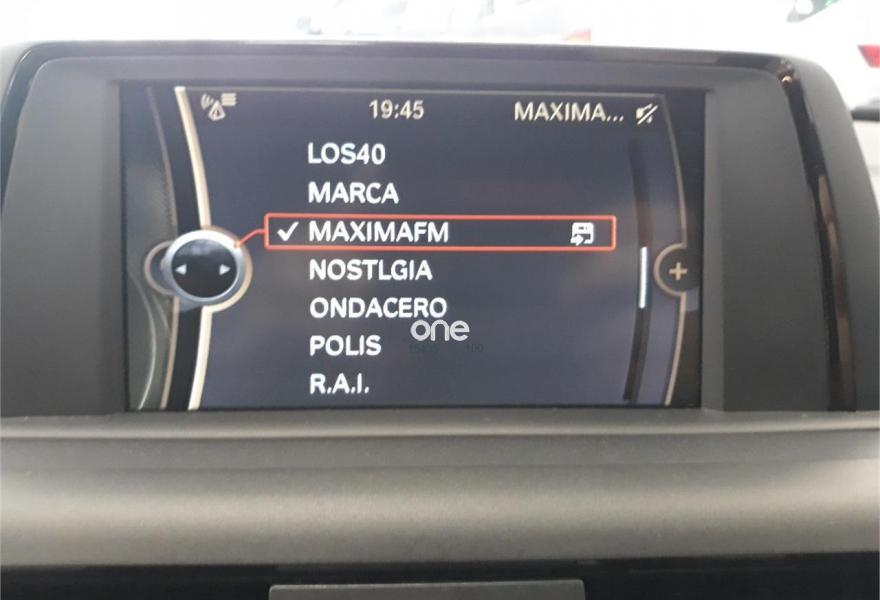 19:45 MAXIMA...
LOS40
MARCA
MAXIMAFM
NOSTLGIA
ONDACERO
POLIS
R.A.I.
one